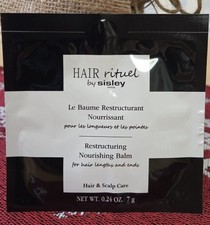 HAIR rituel
by sisley
Le Baume Restructurant
Nourrissant
pour les longueurs et les pointes
Restructuring
Nourishing Balm
for hair lengths and ends
Hair & Scalp Care
NET WT. 0.24 OZ. 7 g